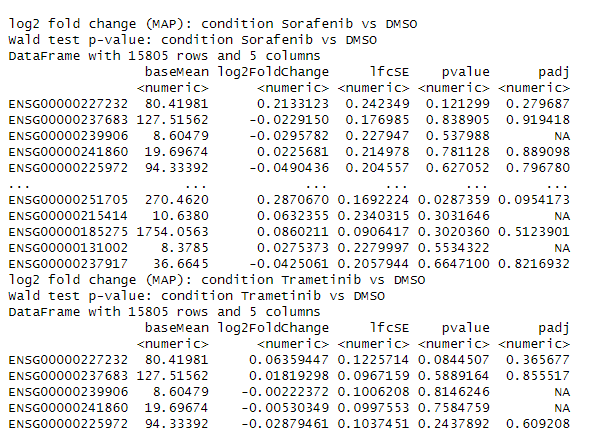 log2 fold change (MAP): condition Sorafenib vs DMSO
Wald test p-value: condition Sorafenib vs DMSO
DataFrame with 15805 rows and 5 columns
baseMean log2FoldChange lfcSE pvalue padj
<numeric> <numeric> <numeric> <numeric> <numeric>
ENSG00000227232 80.41981 0.2133123 0.242349 0.121299 0.279687
ENSG00000237683 127.51562 -0.0229150 0.176985 0.838905 0.919418
ENSG00000239906 8.60479 -0.0295782 0.227947 0.537988 NA
ENSG00000241860 19.69674 0.0225681 0.214978 0.781128 0.889098
ENSG00000225972 94.33392 -0.0490436 0.204557 0.627052 0.796780
... ... ... ... ... ...
ENSG00000251705 270.4620 0.2870670 0.1692224 0.0287359 0.0954173
ENSG00000215414 10.6380 0.0632355 0.2340315 0.3031646 NA
ENSG00000185275 1754.0563 0.0860211 0.0906417 0.3020360 0.5123901
ENSG00000131002 8.3785 0.0275373 0.2279997 0.5534322 NA
ENSG00000237917 36.6645 -0.0425061 0.2057944 0.6647100 0.8216932
log2 fold change (MAP): condition Trametinib vs DMSO
Wald test p-value: condition Trametinib vs DMSO
DataFrame with 15805 rows and 5 columns
baseMean log2FoldChange lfcSE pvalue padj
<numeric> <numeric> <numeric> <numeric> <numeric>
ENSG00000227232 80.41981 0.06359447 0.1225714 0.0844507 0.365677
ENSG00000237683 127.51562 0.01819298 0.0967159 0.5889164 0.855517
ENSG00000239906 8.60479 -0.00222372 0.1006208 0.8146246 NA
ENSG00000241860 19.69674 -0.00530349 0.0997553 0.7584759 NA
ENSG00000225972 94.33392 -0.02879461 0.1037451 0.2437892 0.609208